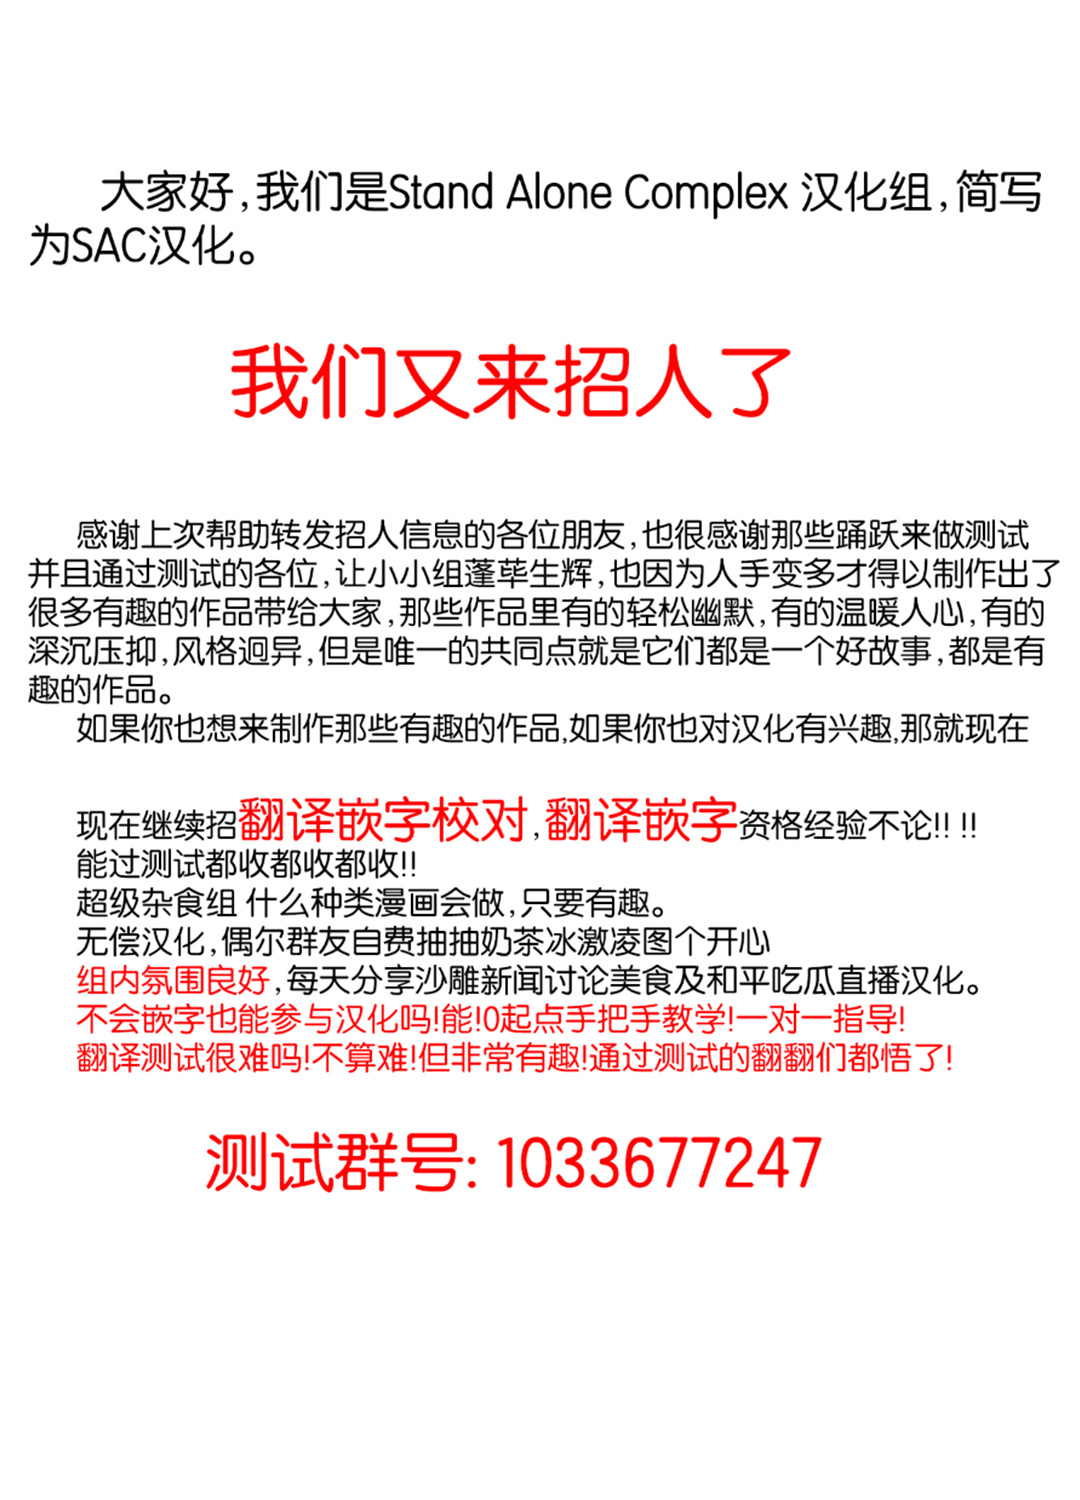 大家好,我们是Stand Alone Complex 汉化组,简写
为SAC汉化。
我们又来招人了
感谢上次帮助转发招人信息的各位朋友,也很感谢那些踊跃来做测试
并且通过测试的各位,让小小组蓬荜生辉,也因为人手变多才得以制作出了
很多有趣的作品带给大家,那些作品里有的轻松幽默,有的温暖人心,有的
深沉压抑,风格迥异,但是唯一的共同点就是它们都是一个好故事,都是有
趣的作品。
如果你也想来制作那些有趣的作品,如果你也对汉化有兴趣,那就现在
现在继续招翻译嵌字校对,翻译嵌字资格经验不论!! !!
能过测试都收都收都收!!
超级杂食组 什么种类漫画会做,只要有趣。
无偿汉化,偶尔群友自费抽抽奶茶冰激凌图个开心
组内氛围良好,每天分享沙雕新闻讨论美食及和平吃瓜直播汉化。
不会嵌字也能参与汉化吗!能!0起点手把手教学!一对一指导!
翻译测试很难吗!不算难!但非常有趣!通过测试的翻翻们都悟了!
测试群号: 1033677247